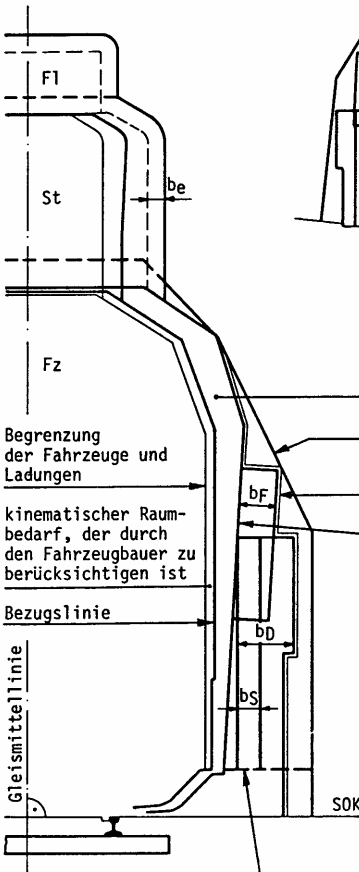 Fl
St
be
Fz
Begrenzung
der Fahrzeuge und
Ladungen
bF
kinematischer Raum-
bedarf, der durch
den Fahrzeugbauer zu
berücksichtigen ist
Bezugslinie
bD
bS
Gleismittellinie
SOK